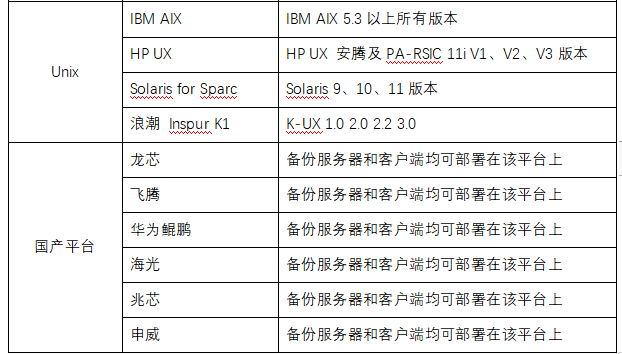 IBM AIX IBM AIX 5.3 以上所有版本
Unix
HP UX HP UX 安腾及 PA-RSIC 11i V1、V2、V3 版本
Solaris for Sparc Solaris 9、10、11 版本
浪潮 Inspur K1 K-UX 1.0 2.0 2.2 3.0
国产平台
龙芯 备份服务器和客户端均可部署在该平台上
飞腾 备份服务器和客户端均可部署在该平台上
华为鲲鹏 备份服务器和客户端均可部署在该平台上
海光 备份服务器和客户端均可部署在该平台上
兆芯 备份服务器和客户端均可部署在该平台上
申威 备份服务器和客户端均可部署在该平台上